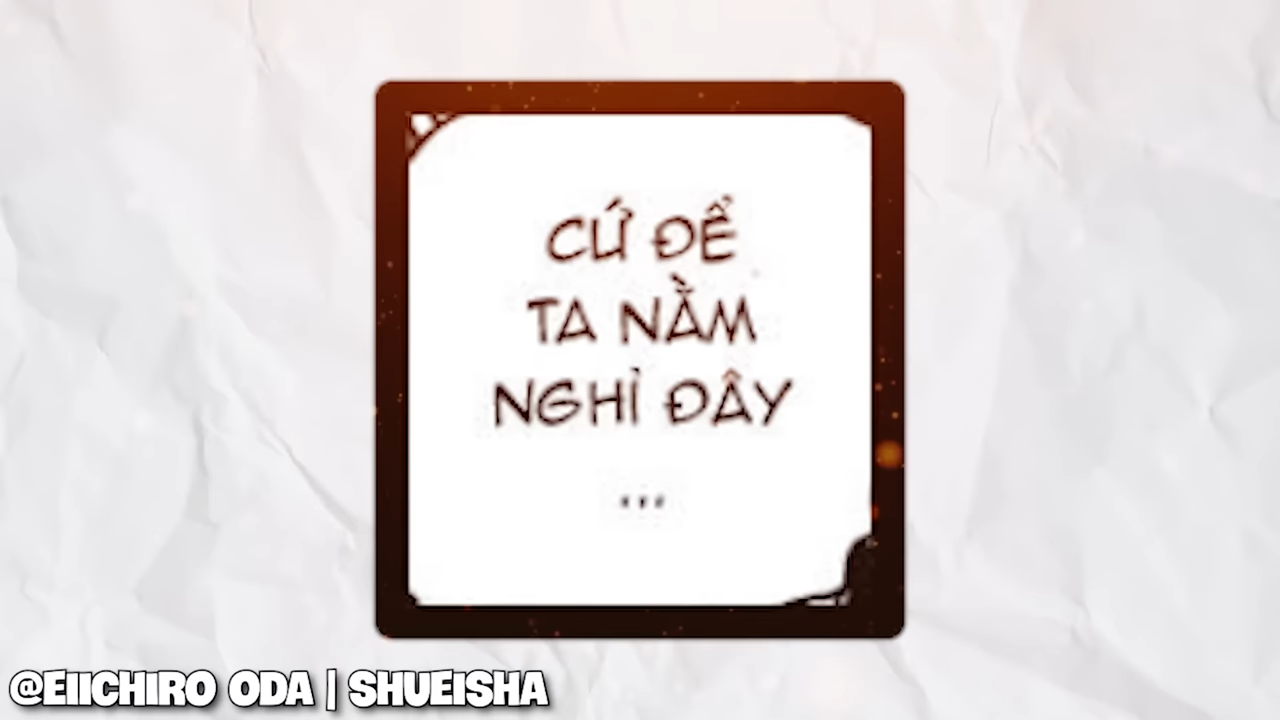 CỨ ĐỂ
TA NẰM
NGHỈ ĐÂY
...
@EIICHIRO ODA | SHUEISHA